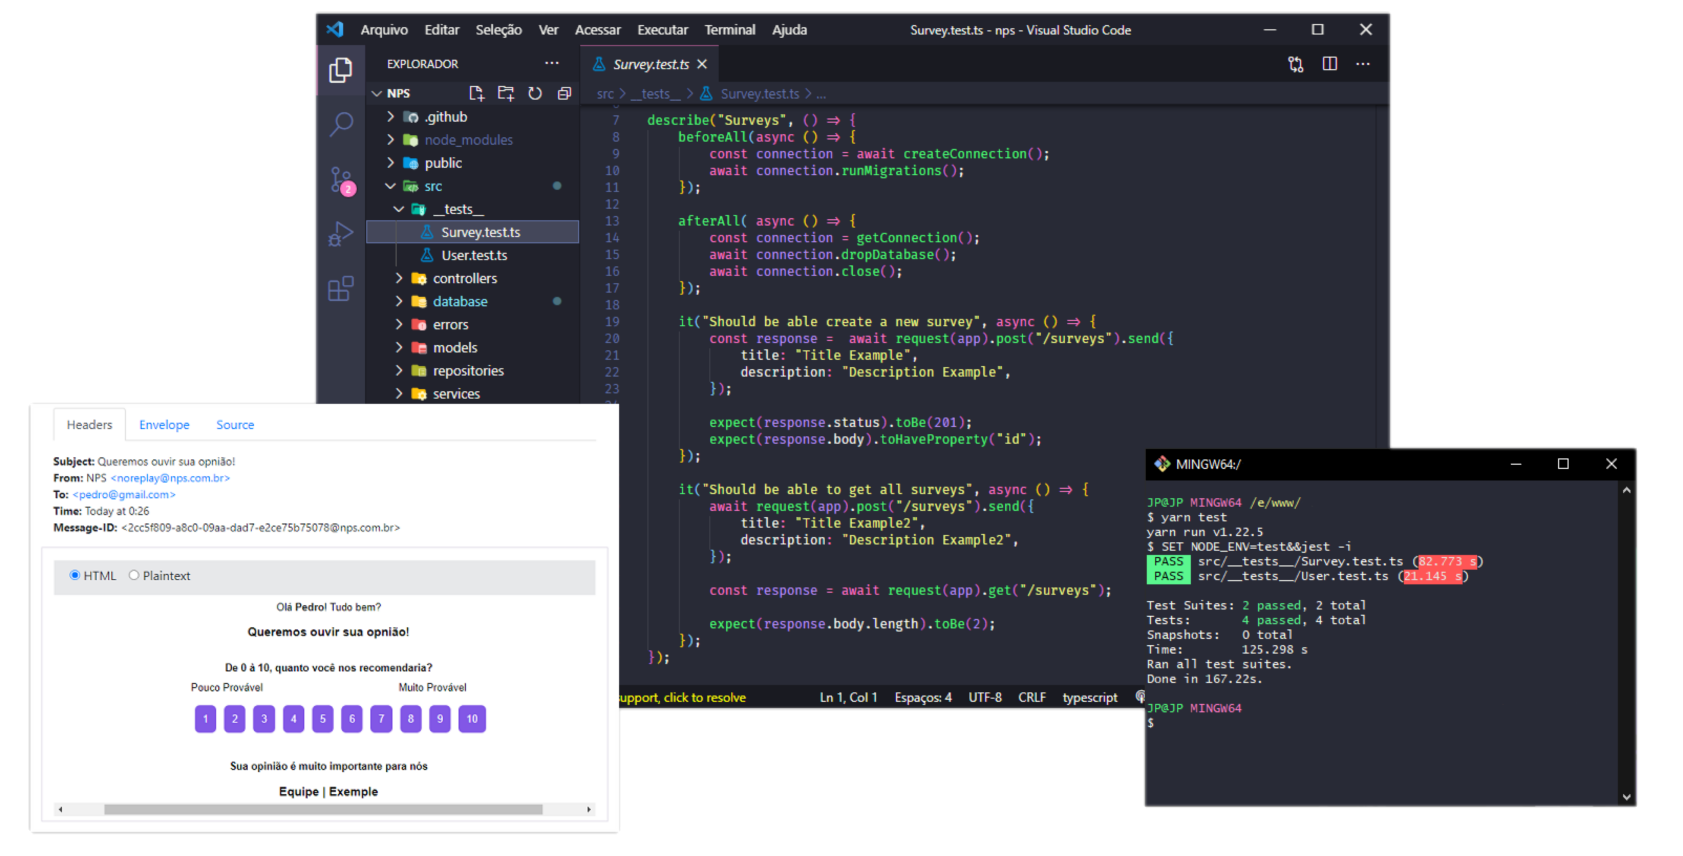 Arquivo Editar Seleção Ver Acessar Executar Terminal Ajuda
Survey.test.ts - nps - Visual Studio Code
EXPLORADOR
NPS
.github
node_modules
public
src
__tests__
Survey.test.ts
User.test.ts
controllers
database
errors
models
repositories
services
2
Survey.test.ts
src > __tests__ > Survey.test.ts > ...
7 describe("Surveys", () => {
8 beforeAll(async () => {
9 const connection = await createConnection();
10 await connection.runMigrations();
11 });
12
13 afterAll( async () => {
14 const connection = getConnection();
15 await connection.dropDatabase();
16 await connection.close();
17 });
18
19 it("Should be able create a new survey", async () => {
20 const response =  await request(app).post("/surveys").send({
21 title: "Title Example",
22 description: "Description Example",
23 });
expect(response.status).toBe(201);
expect(response.body).toHaveProperty("id");
});
it("Should be able to get all surveys", async () => {
await request(app).post("/surveys").send({
title: "Title Example2",
description: "Description Example2",
});
const response = await request(app).get("/surveys");
expect(response.body.length).toBe(2);
});
});
support, click to resolve
Ln 1, Col 1 Espaços: 4 UTF-8 CRLF typescript
Headers Envelope Source
Subject: Queremos ouvir sua opnião!
From: NPS <noreplay@nps.com.br>
To: <pedro@gmail.com>
Time: Today at 0:26
Message-ID: <2cc5f809-a8c0-09aa-dad7-e2ce75b75078@nps.com.br>
HTML Plaintext
Olá Pedro! Tudo bem?
Queremos ouvir sua opnião!
De 0 à 10, quanto você nos recomendaria?
Pouco Provável Muito Provável
1 2 3 4 5 6 7 8 9 10
Sua opinião é muito importante para nós
Equipe | Exemple
MINGW64:/
JP@JP MINGW64 /e/www/
$ yarn test
yarn run v1.22.5
$ SET NODE_ENV=test&&jest -i
PASS src/__tests__/Survey.test.ts (82.773 s)
PASS src/__tests__/User.test.ts (21.145 s)
Test Suites: 2 passed, 2 total
Tests: 4 passed, 4 total
Snapshots: 0 total
Time: 125.298 s
Ran all test suites.
Done in 167.22s.
JP@JP MINGW64
$